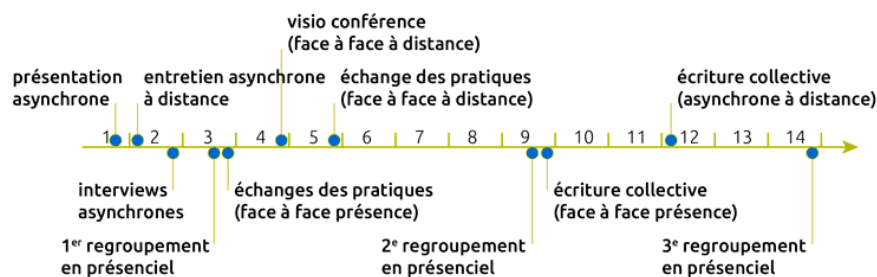 visio conférence
(face à face à distance)
présentation
asynchrone
entretien asynchrone
à distance
échange des pratiques
(face à face à distance)
écriture collective
(asynchrone à distance)
1 2 3 4 5 6 7 8 9 10 11 12 13 14
interviews
asynchrones
échanges des pratiques
(face à face présence)
écriture collective
(face à face présence)
1er regroupement
en présenciel
2e regroupement
en présenciel
3e regroupement
en présenciel